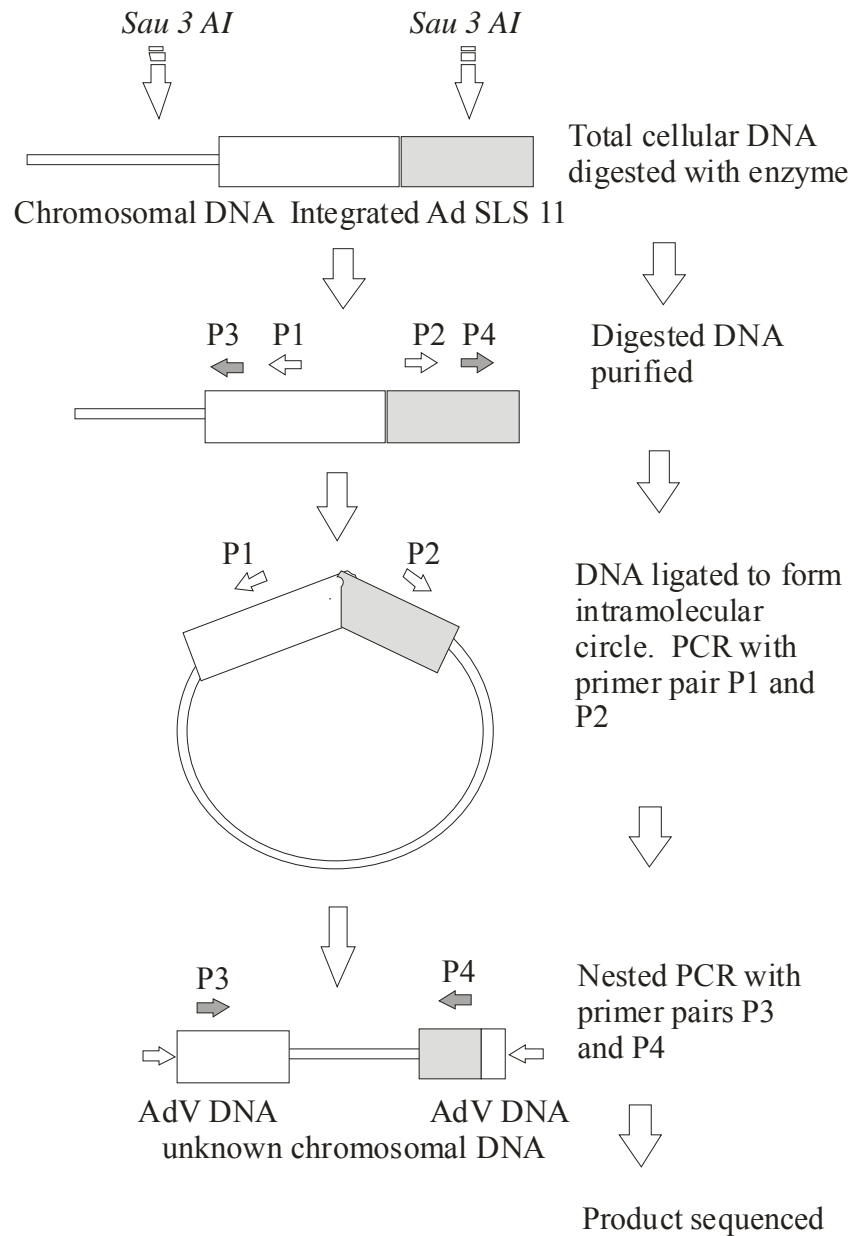 Sau 3 AI Sau 3 AI
Total cellular DNA
digested with enzyme
Chromosomal DNA Integrated Ad SLS 11
P3 P1 P2 P4
Digested DNA
purified
P1 P2
DNA ligated to form
intramolecular
circle. PCR with
primer pair P1 and
P2
P3 P4
Nested PCR with
primer pairs P3
and P4
AdV DNA AdV DNA
unknown chromosomal DNA
Product sequenced